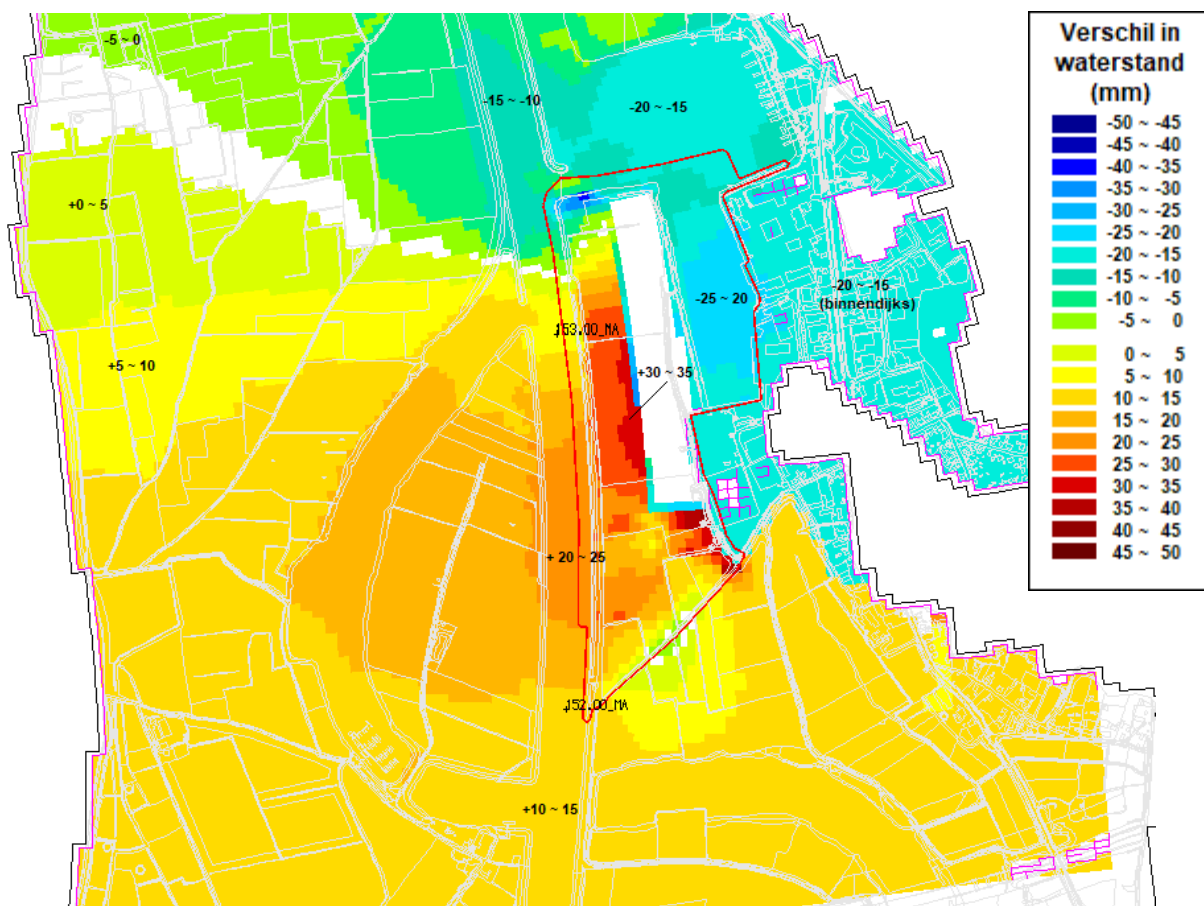 -5 ~ 0
-15 ~ -10
-20 ~ -15
+0 ~ 5
-25 ~ 20
-20 ~ -15
(binnendijks)
153.00_MA
+5 ~ 10
+30 ~ 35
+ 20 ~ 25
152.00_MA
+10 ~ 15
Verschil in
waterstand
(mm)
-50 ~ -45
-45 ~ -40
-40 ~ -35
-35 ~ -30
-30 ~ -25
-25 ~ -20
-20 ~ -15
-15 ~ -10
-10 ~ -5
-5 ~ 0
0 ~ 5
5 ~ 10
10 ~ 15
15 ~ 20
20 ~ 25
25 ~ 30
30 ~ 35
35 ~ 40
40 ~ 45
45 ~ 50